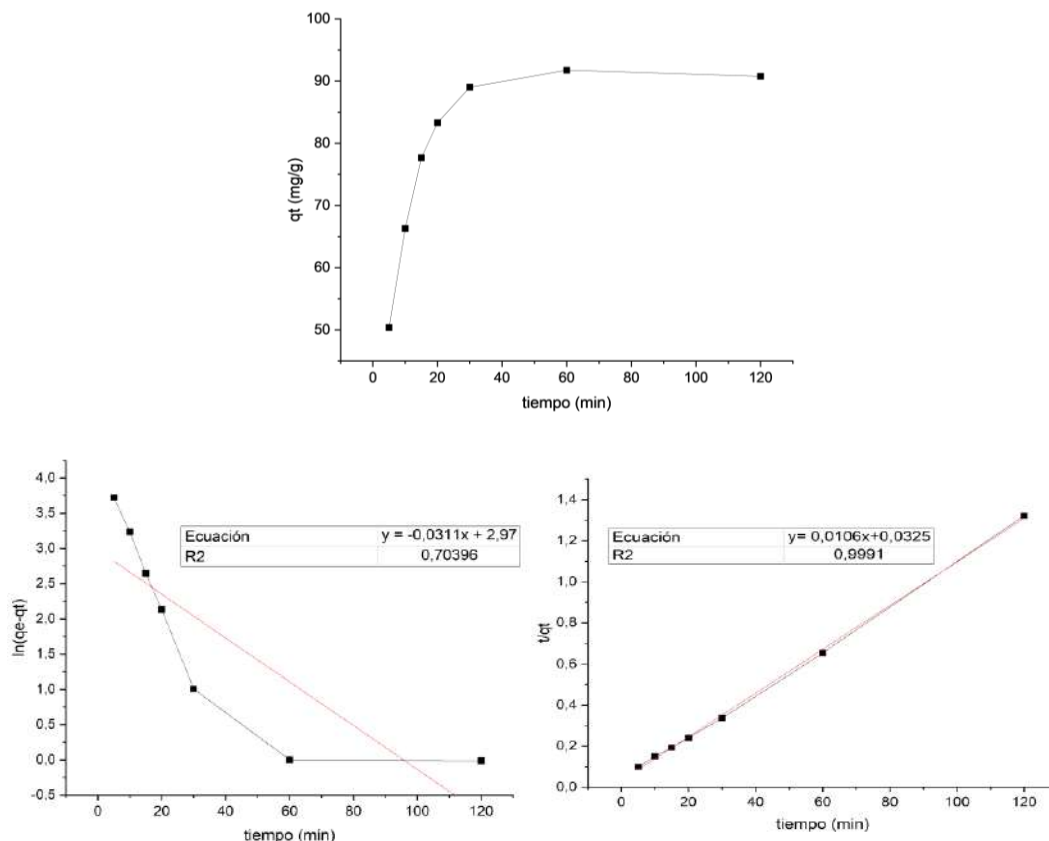 100
90
80
70
60
50
qt (mg/g)
0 20 40 60 80 100 120
tiempo (min)
4,0
3,5
3,0
2,5
2,0
1,5
1,0
0,5
0,0
-0,5
ln(qe-qt)
Ecuación y = -0,0311x + 2,97
R2 0,70396
0 20 40 60 80 100 120
tiempo (min)
1,4
1,2
1,0
0,8
0,6
0,4
0,2
0,0
t/qt
Ecuación y= 0,0106x+0,0325
R2 0,9991
0 20 40 60 80 100 120
tiempo (min)